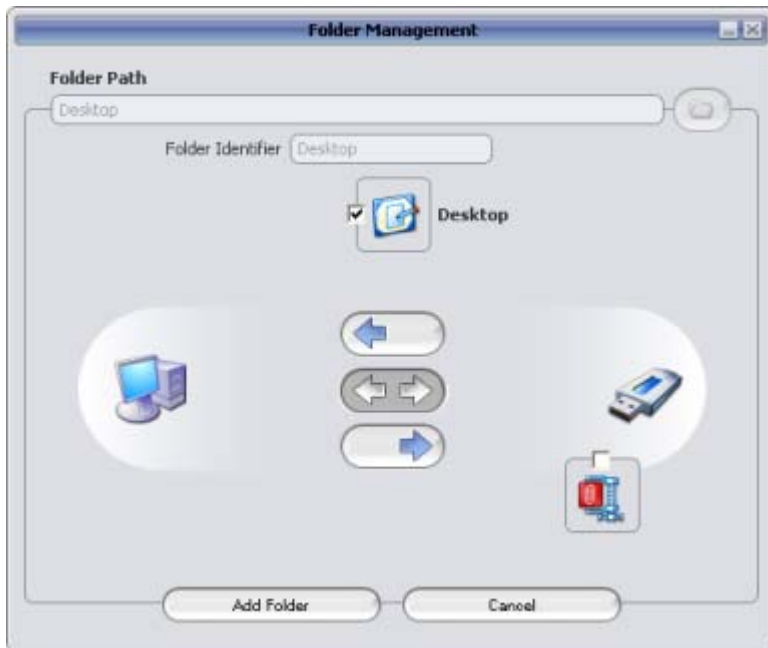 Folder Management
Folder Path
Desktop
Folder Identifier Desktop
Desktop
Add Folder Cancel